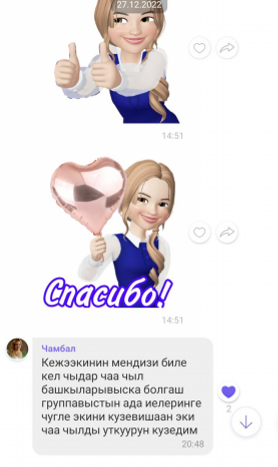 27.12.2022
14:51
Спасибо!
14:51
Чамбал
Кежээкинин мендизи биле
кел чыдар чаа чыл
башкыларывыска болгаш
группавыстын ада иелеринге
чугле экини кузевишаан эки
чаа чылды уткуурун кузедим
20:48
2